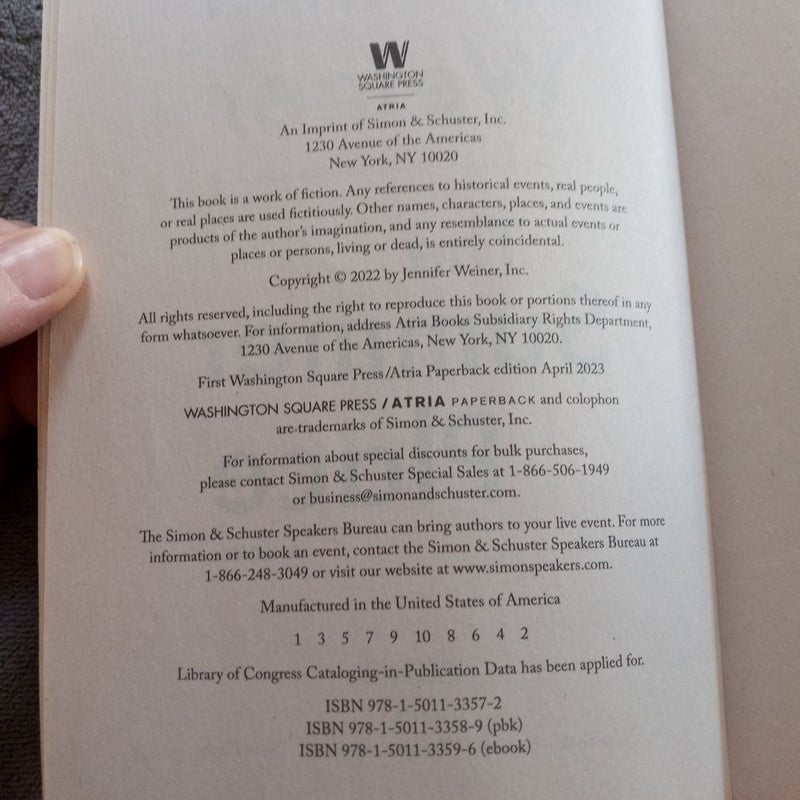 W
WASHINGTON
SQUARE PRESS
ATRIA
An Imprint of Simon & Schuster, Inc.
1230 Avenue of the Americas
New York, NY 10020
This book is a work of fiction. Any references to historical events, real people,
or real places are used fictitiously. Other names, characters, places, and events are
products of the author's imagination, and any resemblance to actual events or
places or persons, living or dead, is entirely coincidental.
Copyright © 2022 by Jennifer Weiner, Inc.
All rights reserved, including the right to reproduce this book or portions thereof in any
form whatsoever. For information, address Atria Books Subsidiary Rights Department,
1230 Avenue of the Americas, New York, NY 10020.
First Washington Square Press/Atria Paperback edition April 2023
WASHINGTON SQUARE PRESS / ATRIA PAPERBACK and colophon
are trademarks of Simon & Schuster, Inc.
For information about special discounts for bulk purchases,
please contact Simon & Schuster Special Sales at 1-866-506-1949
or business@simonandschuster.com.
The Simon & Schuster Speakers Bureau can bring authors to your live event. For more
information or to book an event, contact the Simon & Schuster Speakers Bureau at
1-866-248-3049 or visit our website at www.simonspeakers.com.
Manufactured in the United States of America
1 3 5 7 9 10 8 6 4 2
Library of Congress Cataloging-in-Publication Data has been applied for.
ISBN 978-1-5011-3357-2
ISBN 978-1-5011-3358-9 (pbk)
ISBN 978-1-5011-3359-6 (ebook)